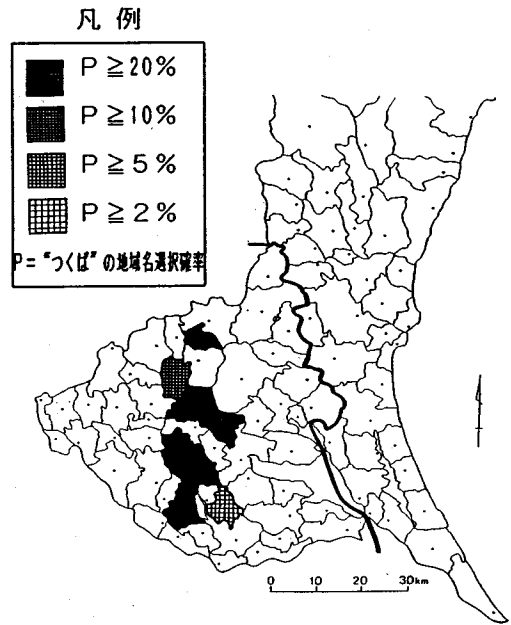 凡例
P ≧ 20%
P ≧ 10%
P ≧ 5%
P ≧ 2%
P = “つくば”の地域名選択確率
0 10 20 30km